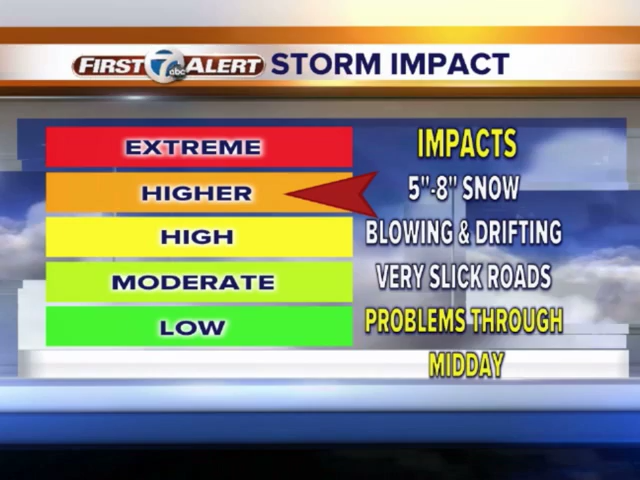 FIRST 7 abc ALERT STORM IMPACT
EXTREME
HIGHER
HIGH
MODERATE
LOW
IMPACTS
5"-8" SNOW
BLOWING & DRIFTING
VERY SLICK ROADS
PROBLEMS THROUGH
MIDDAY